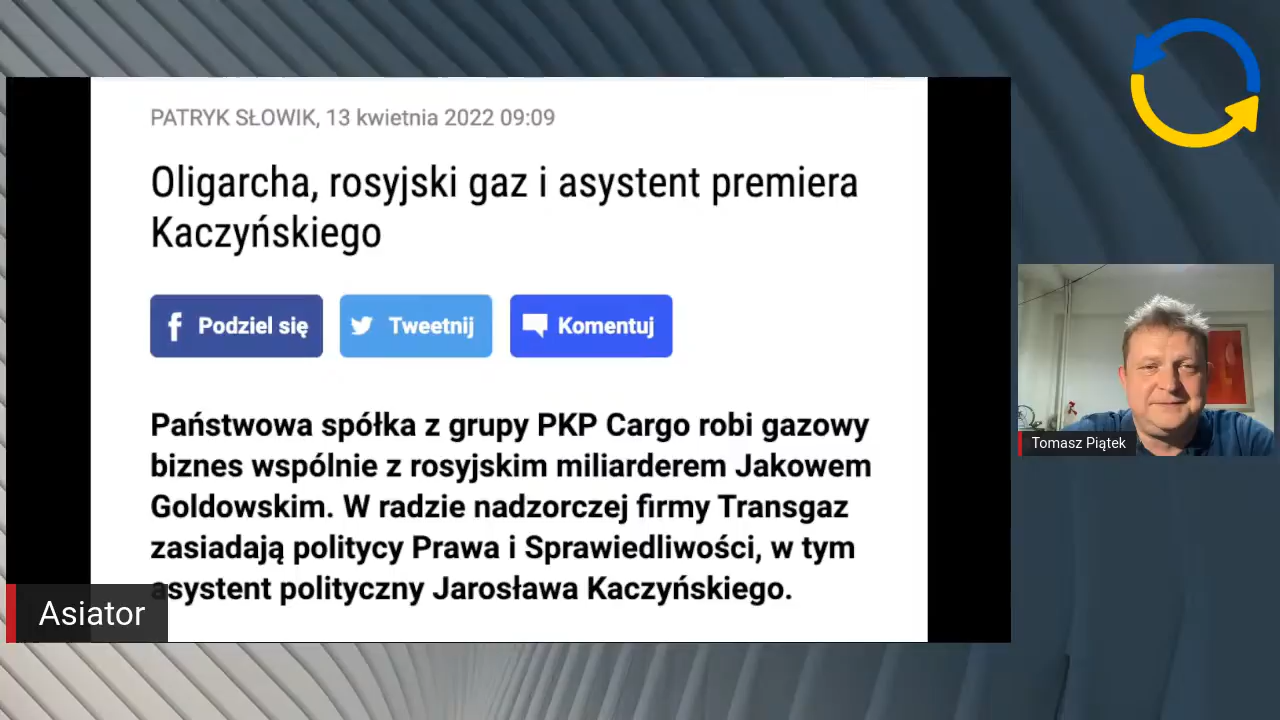 PATRYK SŁOWIK, 13 kwietnia 2022 09:09
Oligarcha, rosyjski gaz i asystent premiera
Kaczyńskiego
Podziel się
Tweetnij
Komentuj
Państwowa spółka z grupy PKP Cargo robi gazowy
biznes wspólnie z rosyjskim miliarderem Jakowem
Goldowskim. W radzie nadzorczej firmy Transgaz
zasiadają politycy Prawa i Sprawiedliwości, w tym
asystent polityczny Jarosława Kaczyńskiego.
Asiator
Tomasz Piątek